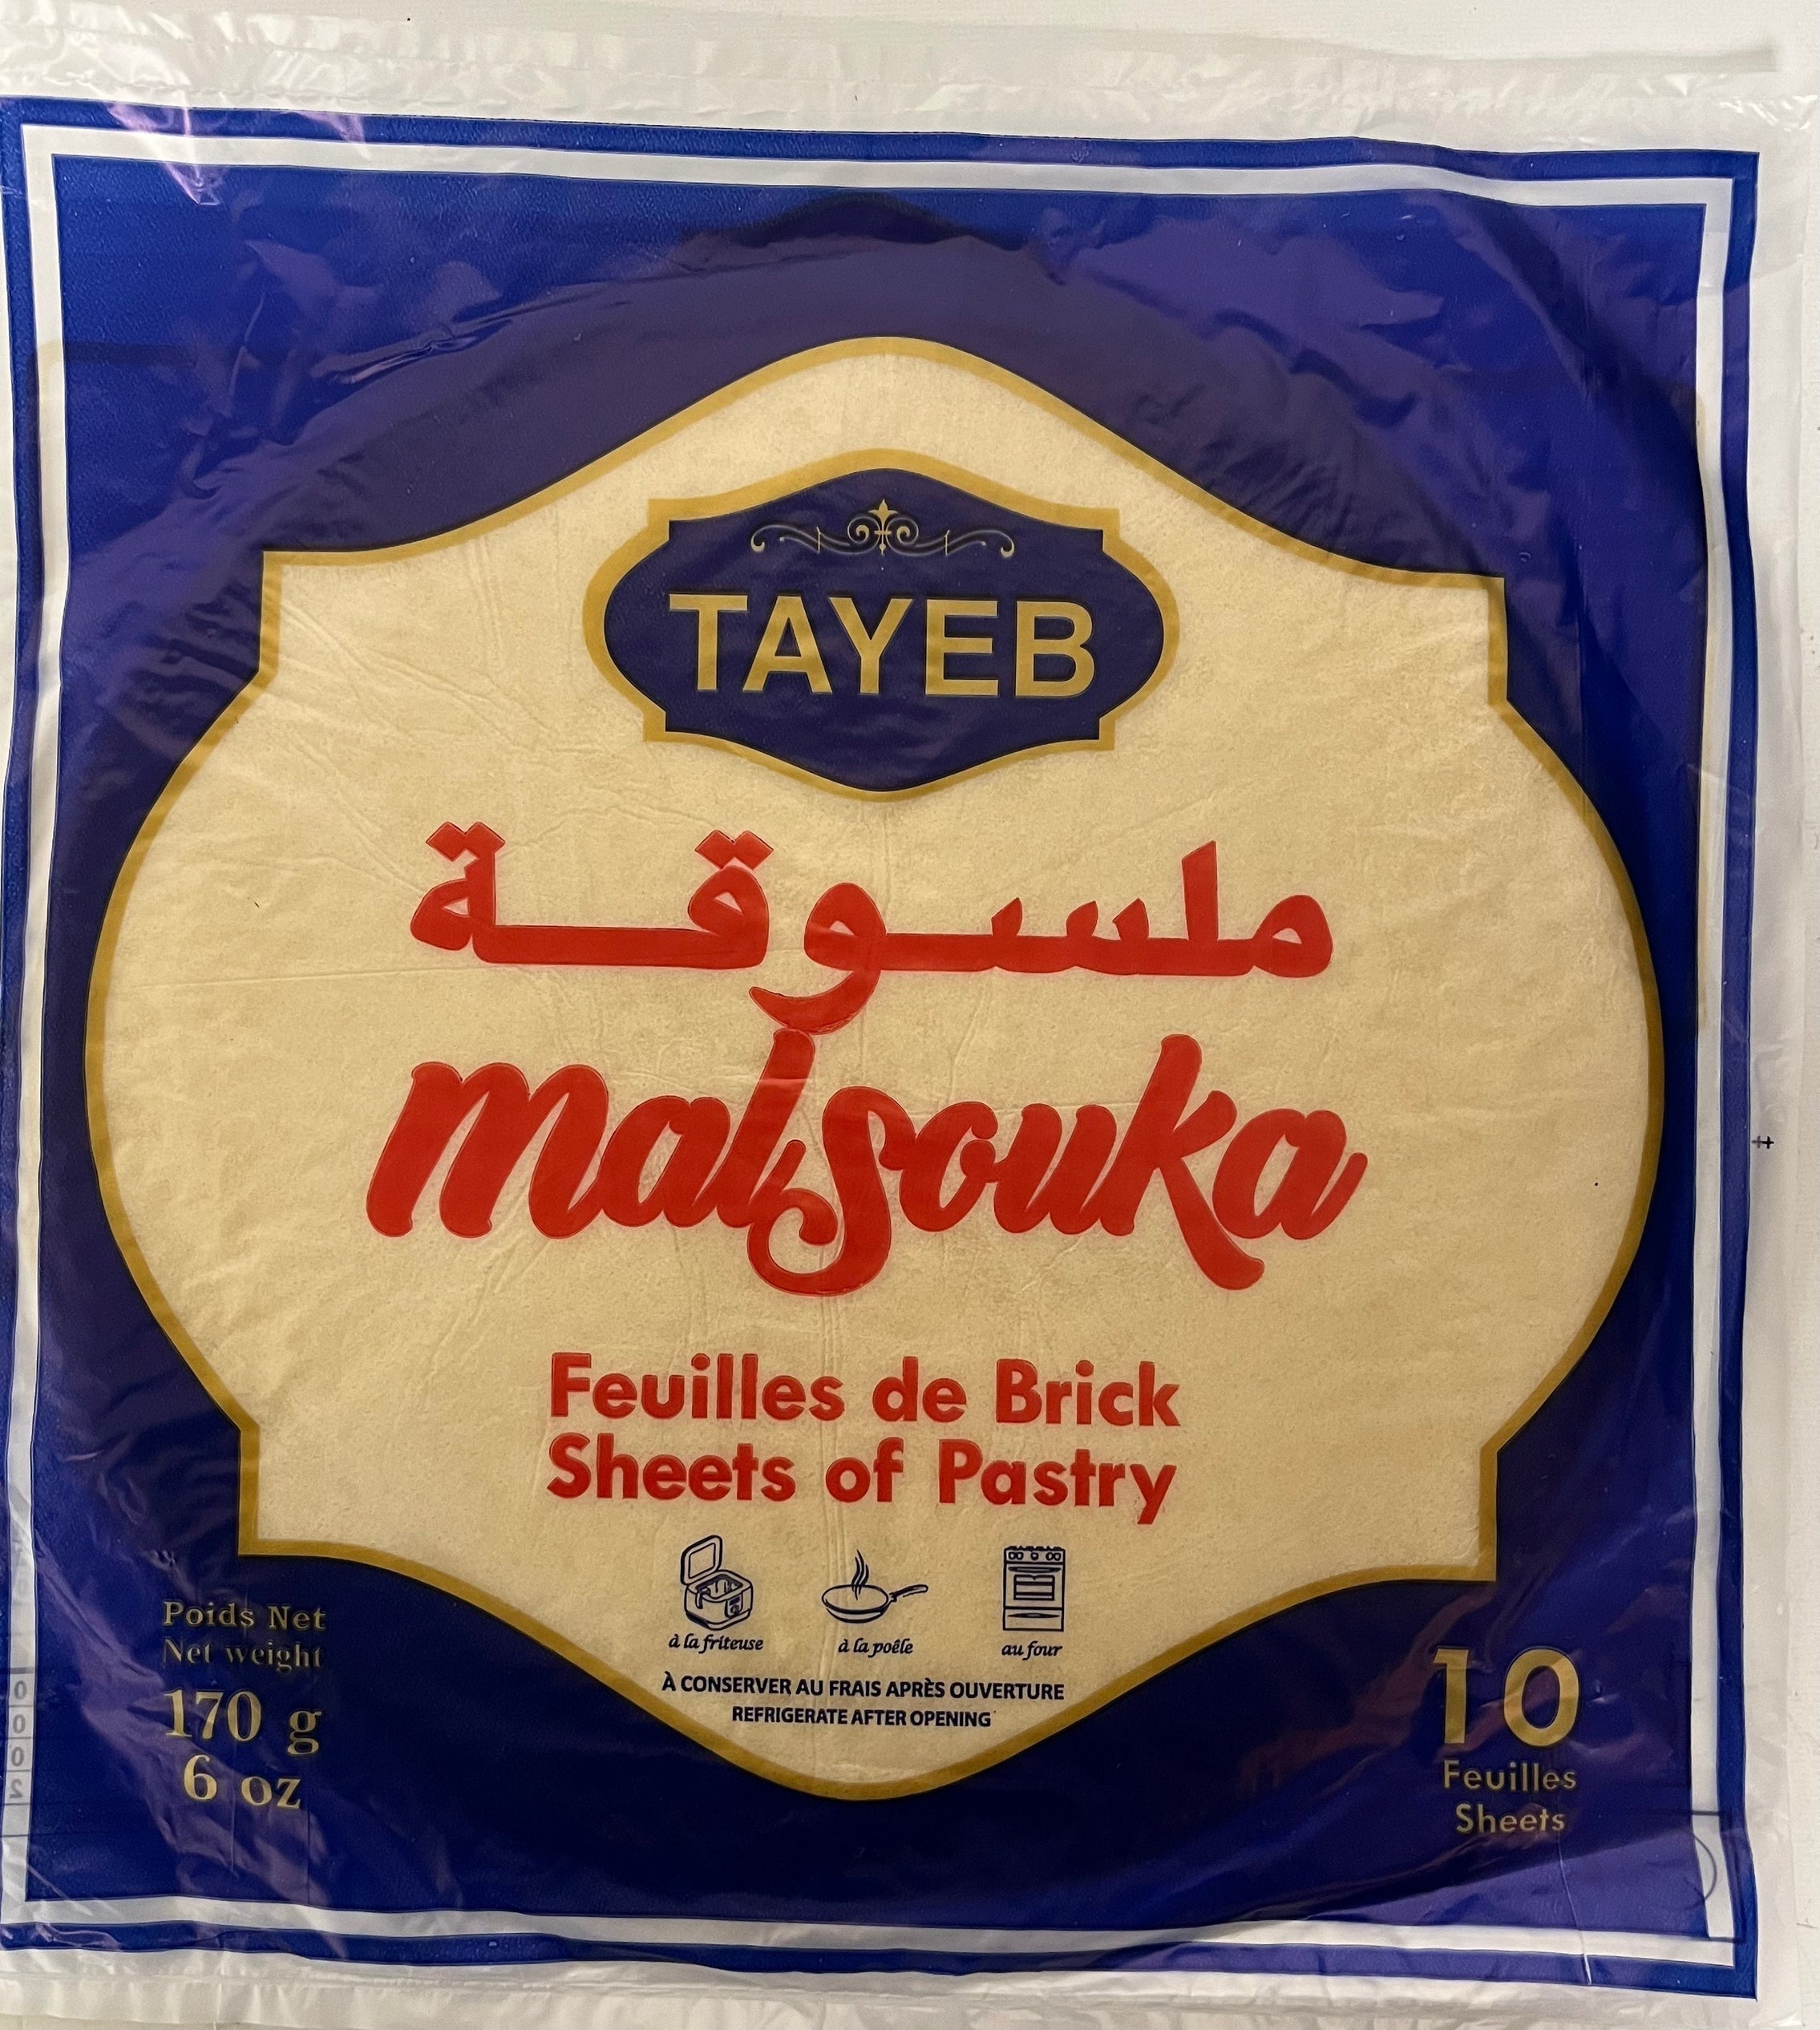 TAYEB
ملسوقة
malsouka
Feuilles de Brick
Sheets of Pastry
à la friteuse
à la poêle
au four
À CONSERVER AU FRAIS APRÈS OUVERTURE
REFRIGERATE AFTER OPENING
Poids Net
Net weight
170 g
6 oz
10
Feuilles
Sheets